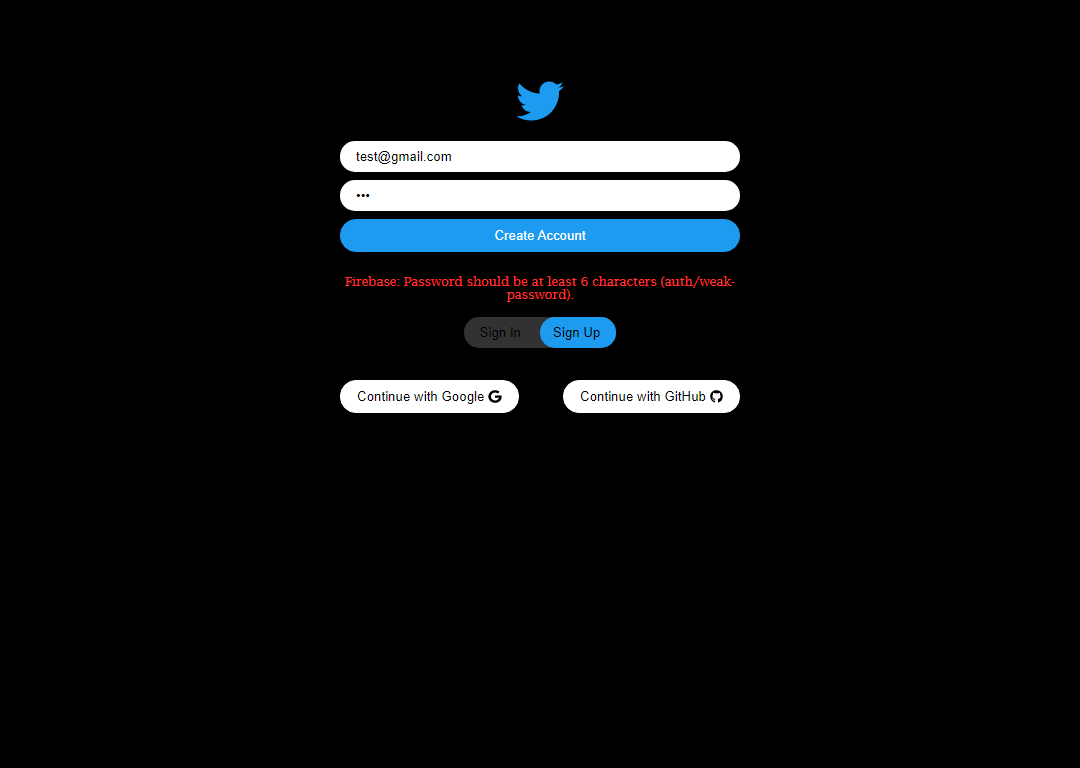 test@gmail.com
•••
Create Account
Firebase: Password should be at least 6 characters (auth/weak-
password).
Sign In Sign Up
Continue with Google Continue with GitHub